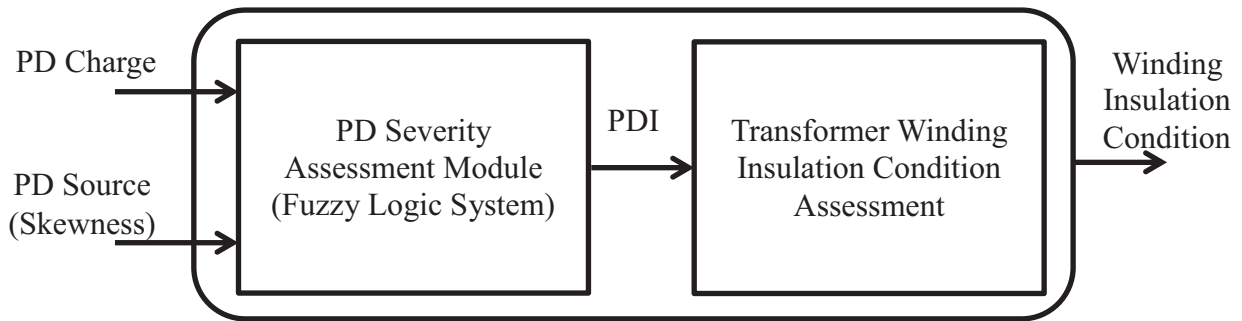 PD Charge
PD Source
(Skewness)
PD Severity
Assessment Module
(Fuzzy Logic System)
PDI
Transformer Winding
Insulation Condition
Assessment
Winding
Insulation
Condition